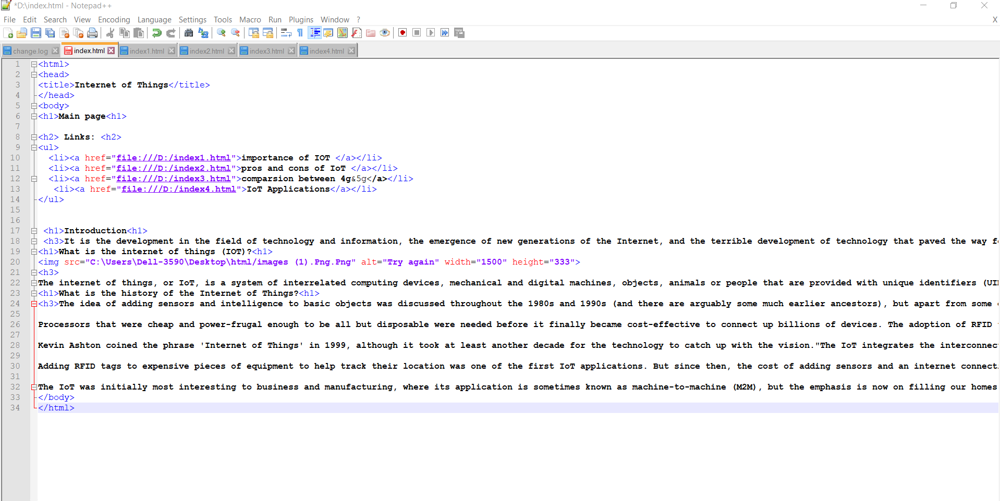 *D:\index.html - Notepad++
File Edit Search View Encoding Language Settings Tools Macro Run Plugins Window ?
X
change.log index.html index1.html index2.html index3.html index4.html
1 <html>
2 <head>
3 <title>Internet of Things</title>
4 </head>
5 <body>
6 <h1>Main page<h1>
7
8 <h2> Links: <h2>
9 <ul>
10 <li><a href="file:///D:/index1.html">importance of IOT </a></li>
11 <li><a href="file:///D:/index2.html">pros and cons of IoT </a></li>
12 <li><a href="file:///D:/index3.html">comparsion between 4g&5g</a></li>
13 <li><a href="file:///D:/index4.html">IoT Applications</a></li>
14 </ul>
15
16
17 <h1>Introduction<h1>
18 <h3>It is the development in the field of technology and information, the emergence of new generations of the Internet, and the terrible development of technology that paved the way f
19 <h1>What is the internet of things (IOT)?<h1>
20 <img src="C:\Users\Dell-3590\Desktop\html/images (1).Png.Png" alt="Try again" width="1500" height="333">
21 <h3>
22 The internet of things, or IoT, is a system of interrelated computing devices, mechanical and digital machines, objects, animals or people that are provided with unique identifiers (UI
23 <h1>What is the history of the Internet of Things?<h1>
24 <h3>The idea of adding sensors and intelligence to basic objects was discussed throughout the 1980s and 1990s (and there are arguably some much earlier ancestors), but apart from some
25
26 Processors that were cheap and power-frugal enough to be all but disposable were needed before it finally became cost-effective to connect up billions of devices. The adoption of RFID
27
28 Kevin Ashton coined the phrase 'Internet of Things' in 1999, although it took at least another decade for the technology to catch up with the vision."The IoT integrates the interconnec
29
30 Adding RFID tags to expensive pieces of equipment to help track their location was one of the first IoT applications. But since then, the cost of adding sensors and an internet connect
31
32 The IoT was initially most interesting to business and manufacturing, where its application is sometimes known as machine-to-machine (M2M), but the emphasis is now on filling our homes
33 </body>
34 </html>